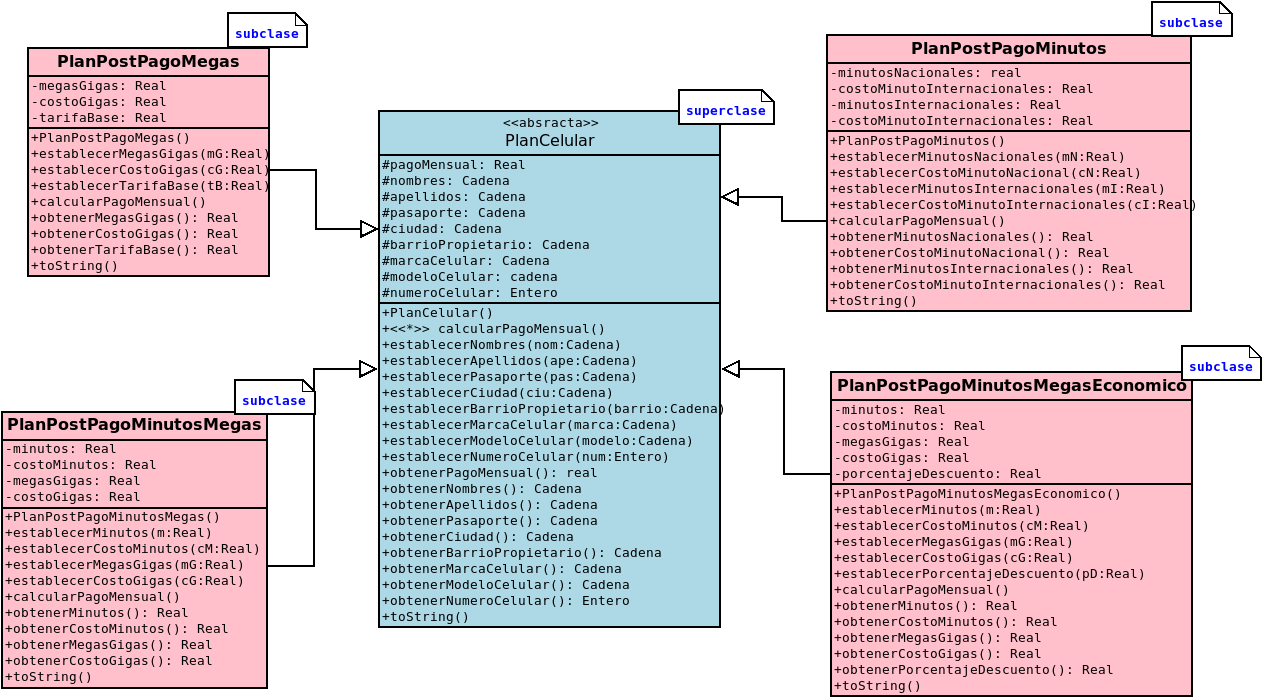 subclase
PlanPostPagoMegas
-megasGigas: Real
-costoGigas: Real
-tarifaBase: Real
+PlanPostPagoMegas()
+establecerMegasGigas(mG:Real)
+establecerCostoGigas(cG:Real)
+establecerTarifaBase(tB:Real)
+calcularPagoMensual()
+obtenerMegasGigas(): Real
+obtenerCostoGigas(): Real
+obtenerTarifaBase(): Real
+toString()
subclase
PlanPostPagoMinutosMegas
-minutos: Real
-costoMinutos: Real
-megasGigas: Real
-costoGigas: Real
+PlanPostPagoMinutosMegas()
+establecerMinutos(m:Real)
+establecerCostoMinutos(cM:Real)
+establecerMegasGigas(mG:Real)
+establecerCostoGigas(cG:Real)
+calcularPagoMensual()
+obtenerMinutos(): Real
+obtenerCostoMinutos(): Real
+obtenerMegasGigas(): Real
+obtenerCostoGigas(): Real
+toString()
superclase
<<absracta>>
PlanCelular
#pagoMensual: Real
#nombres: Cadena
#apellidos: Cadena
#pasaporte: Cadena
#ciudad: Cadena
#barrioPropietario: Cadena
#marcaCelular: Cadena
#modeloCelular: cadena
#numeroCelular: Entero
+PlanCelular()
+<<*>> calcularPagoMensual()
+establecerNombres(nom:Cadena)
+establecerApellidos(ape:Cadena)
+establecerPasaporte(pas:Cadena)
+establecerCiudad(ciu:Cadena)
+establecerBarrioPropietario(barrio:Cadena)
+establecerMarcaCelular(marca:Cadena)
+establecerModeloCelular(modelo:Cadena)
+establecerNumeroCelular(num:Entero)
+obtenerPagoMensual(): real
+obtenerNombres(): Cadena
+obtenerApellidos(): Cadena
+obtenerPasaporte(): Cadena
+obtenerCiudad(): Cadena
+obtenerBarrioPropietario(): Cadena
+obtenerMarcaCelular(): Cadena
+obtenerModeloCelular(): Cadena
+obtenerNumeroCelular(): Entero
+toString()
subclase
PlanPostPagoMinutos
-minutosNacionales: real
-costoMinutoInternacionales: Real
-minutosInternacionales: Real
-costoMinutoInternacionales: Real
+PlanPostPagoMinutos()
+establecerMinutosNacionales(mN:Real)
+establecerCostoMinutoNacional(cN:Real)
+establecerMinutosInternacionales(mI:Real)
+establecerCostoMinutoInternacionales(cI:Real)
+calcularPagoMensual()
+obtenerMinutosNacionales(): Real
+obtenerCostoMinutoNacional(): Real
+obtenerMinutosInternacionales(): Real
+obtenerCostoMinutoInternacionales(): Real
+toString()
subclase
PlanPostPagoMinutosMegasEconomico
-minutos: Real
-costoMinutos: Real
-megasGigas: Real
-costoGigas: Real
-porcentajeDescuento: Real
+PlanPostPagoMinutosMegasEconomico()
+establecerMinutos(m:Real)
+establecerCostoMinutos(cM:Real)
+establecerMegasGigas(mG:Real)
+establecerCostoGigas(cG:Real)
+establecerPorcentajeDescuento(pD:Real)
+calcularPagoMensual()
+obtenerMinutos(): Real
+obtenerCostoMinutos(): Real
+obtenerMegasGigas(): Real
+obtenerCostoGigas(): Real
+obtenerPorcentajeDescuento(): Real
+toString()